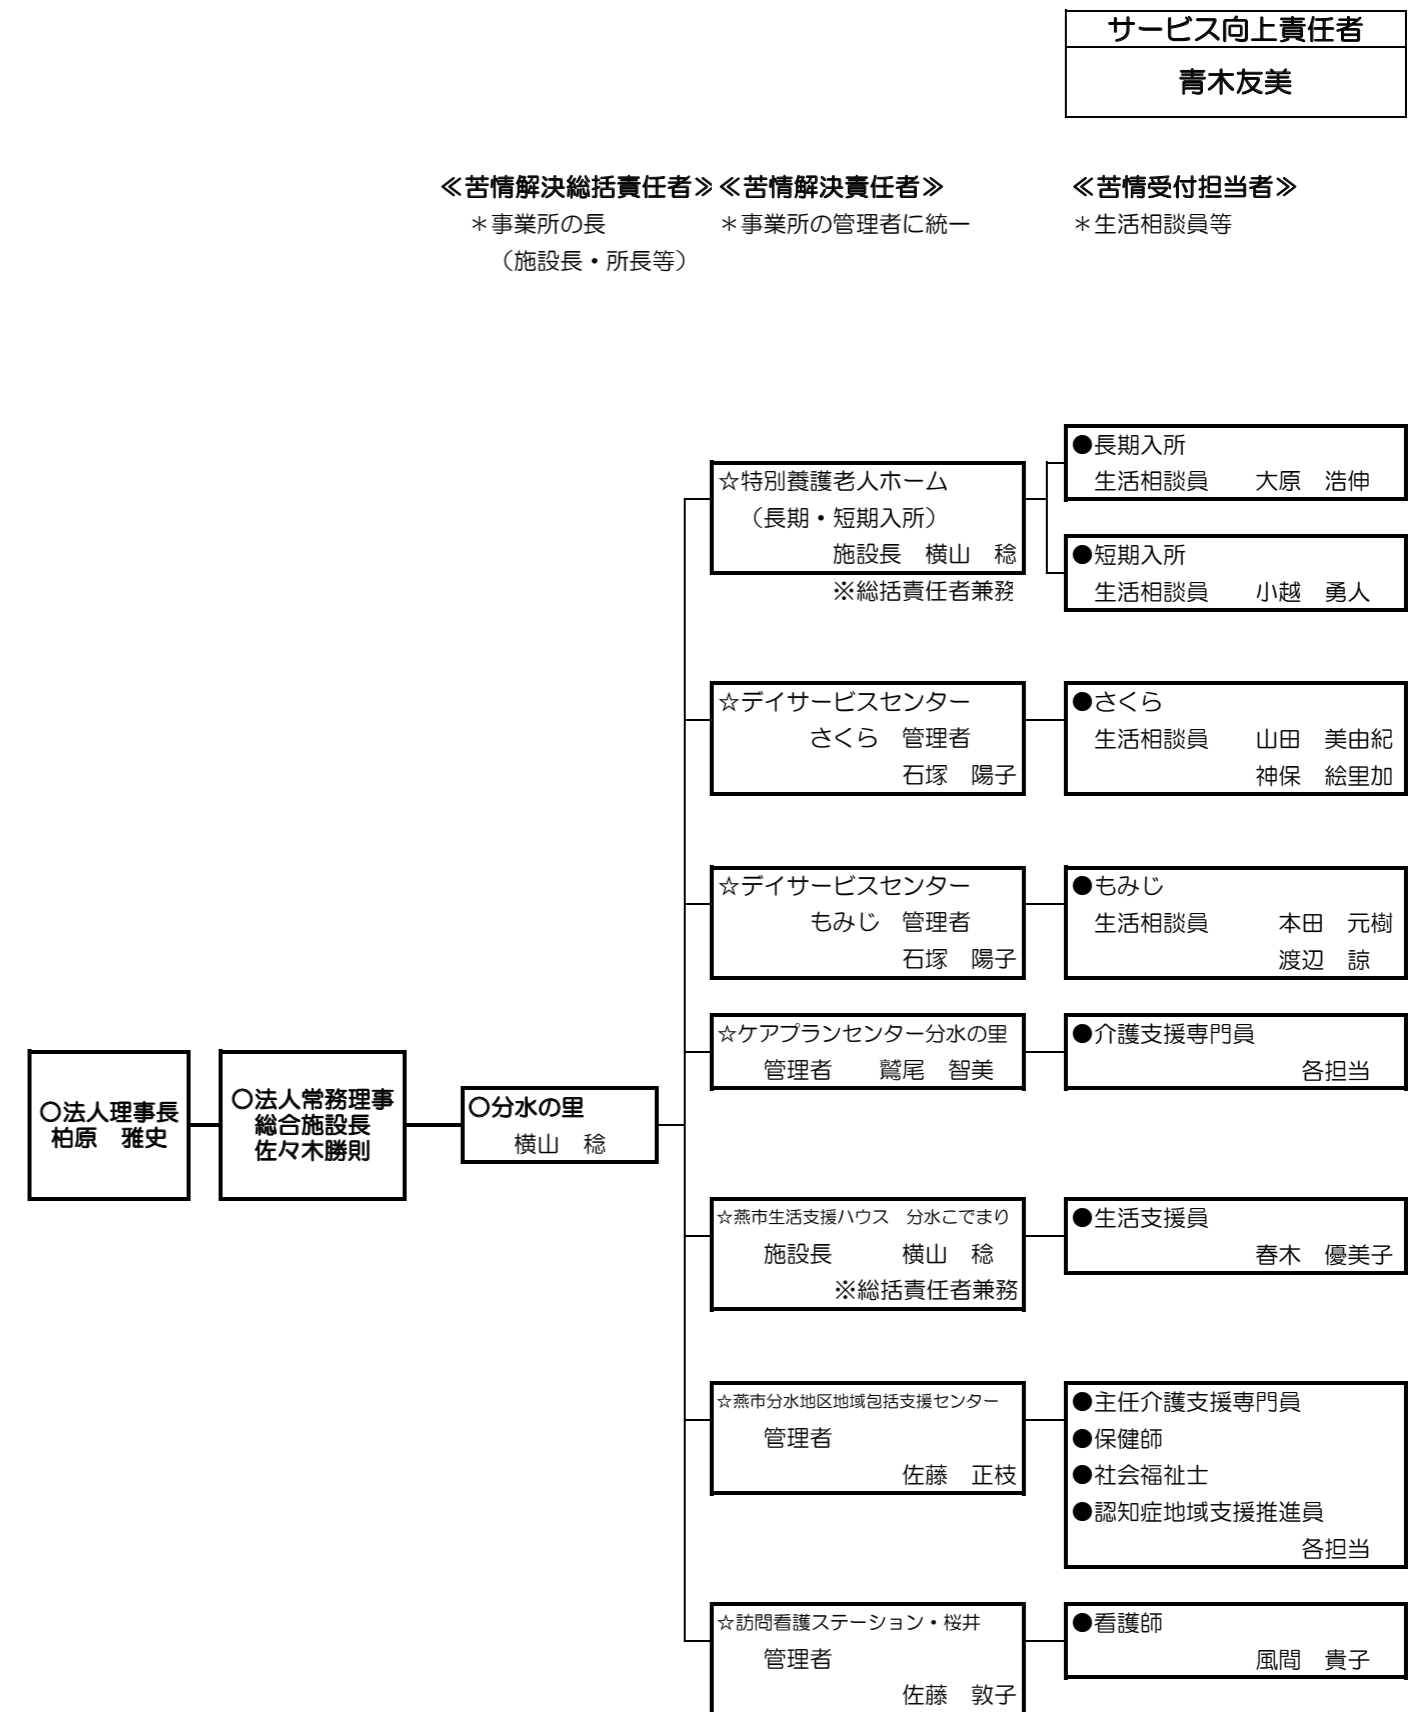 サービス向上責任者
青木友美
≪苦情解決総括責任者≫
≪苦情解決責任者≫
≪苦情受付担当者≫
＊事業所の長
＊事業所の管理者に統一
＊生活相談員等
（施設長・所長等）
○法人理事長
柏原　雅史
○法人常務理事
総合施設長
佐々木勝則
○分水の里
横山　稔
☆特別養護老人ホーム
（長期・短期入所）
施設長　横山　稔
※総括責任者兼務
●長期入所
生活相談員　　大原　浩伸
●短期入所
生活相談員　　小越　勇人
☆デイサービスセンター
さくら　管理者
石塚　陽子
●さくら
生活相談員　　山田　美由紀
神保　絵里加
☆デイサービスセンター
もみじ　管理者
石塚　陽子
●もみじ
生活相談員　　　本田　元樹
渡辺　諒
☆ケアプランセンター分水の里
管理者　　鷲尾　智美
●介護支援専門員
各担当
☆燕市生活支援ハウス　分水こでまり
施設長　　　横山　稔
※総括責任者兼務
●生活支援員
春木　優美子
☆燕市分水地区地域包括支援センター
管理者
佐藤　正枝
●主任介護支援専門員
●保健師
●社会福祉士
●認知症地域支援推進員
各担当
☆訪問看護ステーション・桜井
管理者
佐藤　敦子
●看護師
風間　貴子